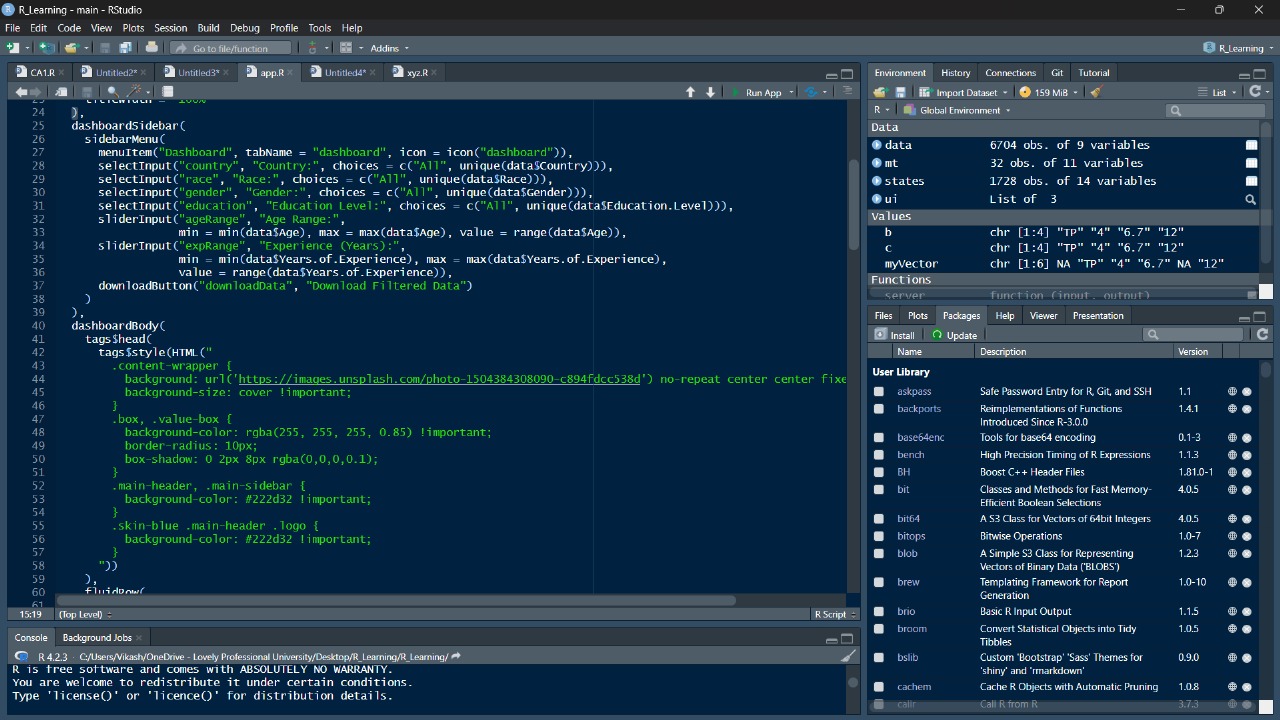 R_Learning - main - RStudio
File Edit Code View Plots Session Build Debug Profile Tools Help
Go to file/function Addins R_Learning
CA1.R Untitled2* Untitled3* app.R Untitled4* xyz.R
Run App
24 ),
25 dashboardSidebar(
26 sidebarMenu(
27 menuItem("Dashboard", tabName = "dashboard", icon = icon("dashboard")),
28 selectInput("country", "Country:", choices = c("All", unique(data$Country))),
29 selectInput("race", "Race:", choices = c("All", unique(data$Race))),
30 selectInput("gender", "Gender:", choices = c("All", unique(data$Gender))),
31 selectInput("education", "Education Level:", choices = c("All", unique(data$Education.Level))),
32 sliderInput("ageRange", "Age Range:",
33 min = min(data$Age), max = max(data$Age), value = range(data$Age)),
34 sliderInput("expRange", "Experience (Years):",
35 min = min(data$Years.of.Experience), max = max(data$Years.of.Experience),
36 value = range(data$Years.of.Experience)),
37 downloadButton("downloadData", "Download Filtered Data")
38 )
39 ),
40 dashboardBody(
41 tags$head(
42 tags$style(HTML("
43 .content-wrapper {
44 background: url('https://images.unsplash.com/photo-1504384308090-c894fdcc538d') no-repeat center center fixe
45 background-size: cover !important;
46 }
47 .box, .value-box {
48 background-color: rgba(255, 255, 255, 0.85) !important;
49 border-radius: 10px;
50 box-shadow: 0 2px 8px rgba(0,0,0,0.1);
51 }
52 .main-header, .main-sidebar {
53 background-color: #222d32 !important;
54 }
55 .skin-blue .main-header .logo {
56 background-color: #222d32 !important;
57 }
58 "))
59 ),
60 fluidRow(
61
15:19 (Top Level) R Script
Console Background Jobs
R 4.2.3 · C:/Users/Vikash/OneDrive - Lovely Professional University/Desktop/R_Learning/R_Learning/
R is free software and comes with ABSOLUTELY NO WARRANTY.
You are welcome to redistribute it under certain conditions.
Type 'license()' or 'licence()' for distribution details.
Environment History Connections Git Tutorial
Import Dataset 159 MiB List
R Global Environment
Data
data 6704 obs. of 9 variables
mt 32 obs. of 11 variables
states 1728 obs. of 14 variables
ui List of 3
Values
b chr [1:4] "TP" "4" "6.7" "12"
c chr [1:4] "TP" "4" "6.7" "12"
myVector chr [1:6] NA "TP" "4" "6.7" NA "12"
Functions
server function (input, output)
Files Plots Packages Help Viewer Presentation
Install Update
Name Description Version
User Library
askpass Safe Password Entry for R, Git, and SSH 1.1
backports Reimplementations of Functions 1.4.1
Introduced Since R-3.0.0
base64enc Tools for base64 encoding 0.1-3
bench High Precision Timing of R Expressions 1.1.3
BH Boost C++ Header Files 1.81.0-1
bit Classes and Methods for Fast Memory- 4.0.5
Efficient Boolean Selections
bit64 A S3 Class for Vectors of 64bit Integers 4.0.5
bitops Bitwise Operations 1.0-7
blob A Simple S3 Class for Representing 1.2.3
Vectors of Binary Data ('BLOBS')
brew Templating Framework for Report 1.0-10
Generation
brio Basic R Input Output 1.1.5
broom Convert Statistical Objects into Tidy 1.0.5
Tibbles
bslib Custom 'Bootstrap' 'Sass' Themes for 0.9.0
'shiny' and 'rmarkdown'
cachem Cache R Objects with Automatic Pruning 1.0.8
callr Call R from R 3.7.3